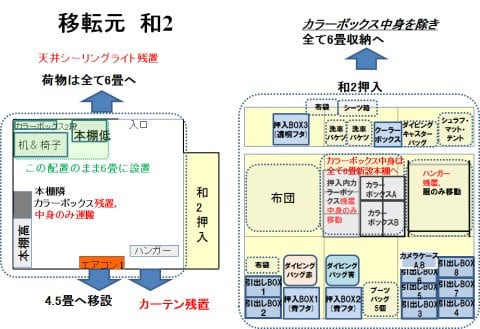 移転元 和2
天井シーリングライト残置
荷物は全て6畳へ
カラーボックス2段
本棚低
入口
机&椅子
この配置のまま6畳に設置
本棚隣
カラーボックス残置,
中身のみ運搬
本棚高
和2押入
エアコン1
ハンガー
4.5畳へ移設
カーテン残置
カラーボックス中身を除き
全て6畳収納へ
和2押入
押入BOX3
(透明フタ)
布袋
シーツ箱
洗車
バケツ
洗車
バケツ
クーラー
ボックス
ダイビング
キャスター
バッグ
シュラフ・
マット・
テント
布団
カラーボックス中身は
全て6畳新設本棚へ
押入内カ
ラーボッ
クス残置
中身のみ
移動
カラー
ボックスA
カラー
ボックスB
ハンガー
残置,
服のみ移動
布袋
引出しBOX
1
引出しBOX
2
ダイビング
バッグ赤
押入BOX1
(青フタ)
ダイビング
バッグ青
押入BOX2
(青フタ)
ブーツ
バッグ
5個
カメラケース
A,B
引出しBOX
6
引出しBOX
5
引出しBOX
4
引出しBOX
3
引出しBOX
8
引出しBOX
7